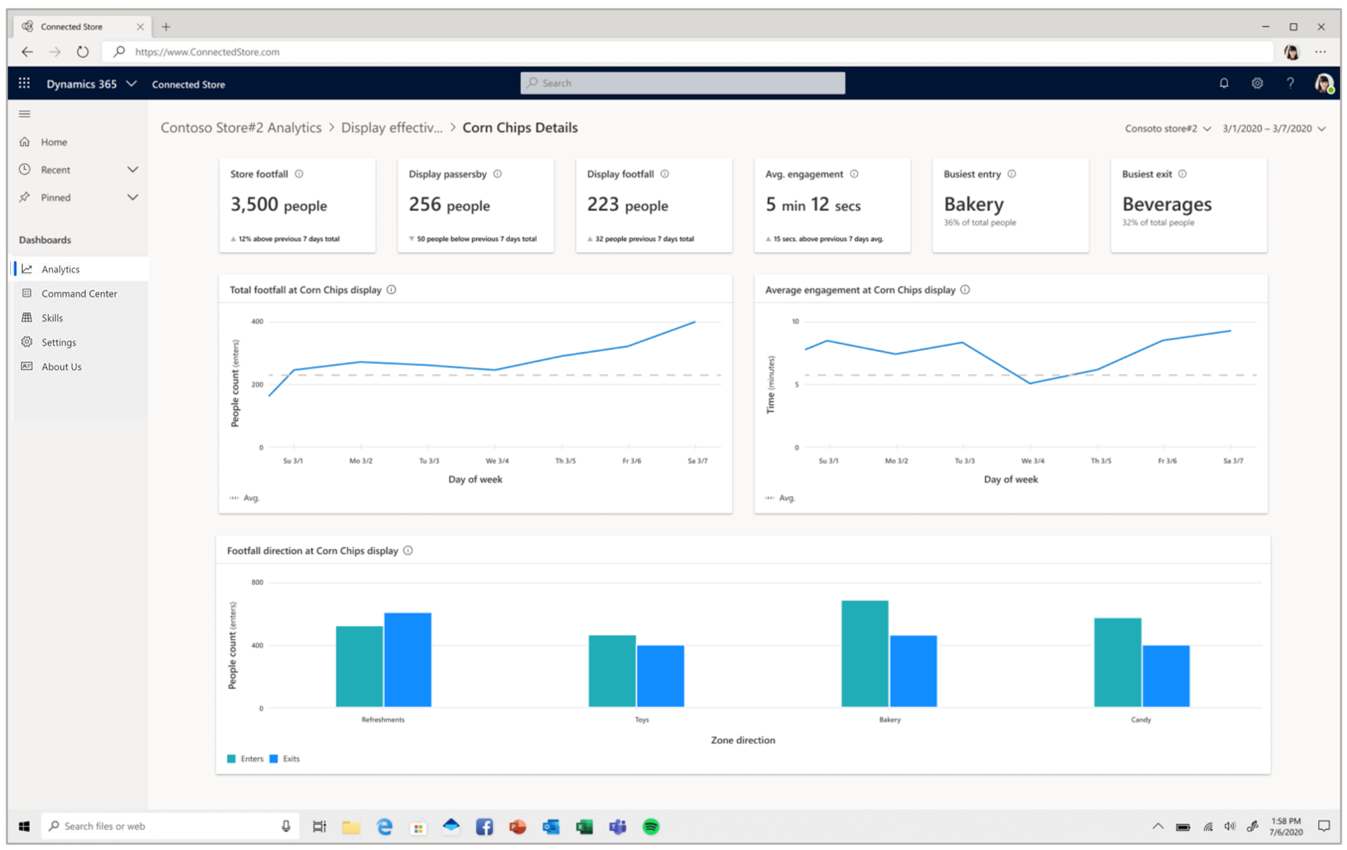 Connected Store
https://www.ConnectedStore.com
Dynamics 365
Connected Store
Search
Home
Recent
Pinned
Dashboards
Analytics
Command Center
Skills
Settings
About Us
Contoso Store#2 Analytics > Display effectiv... > Corn Chips Details
Consoto store#2
3/1/2020 – 3/7/2020
Store footfall
3,500 people
12% above previous 7 days total
Display passersby
256 people
50 people below previous 7 days total
Display footfall
223 people
32 people previous 7 days total
Avg. engagement
5 min 12 secs
15 secs. above previous 7 days avg.
Busiest entry
Bakery
36% of total people
Busiest exit
Beverages
32% of total people
Total footfall at Corn Chips display
People count (enters)
400
200
0
Su 3/1 Mo 3/2 Tu 3/3 We 3/4 Th 3/5 Fr 3/6 Sa 3/7
Day of week
Avg.
Average engagement at Corn Chips display
Time (minutes)
10
5
0
Su 3/1 Mo 3/2 Tu 3/3 We 3/4 Th 3/5 Fr 3/6 Sa 3/7
Day of week
Avg.
Footfall direction at Corn Chips display
People count (enters)
800
400
0
Refreshments Toys Bakery Candy
Zone direction
Enters Exits
Search files or web
1:58 PM
7/6/2020